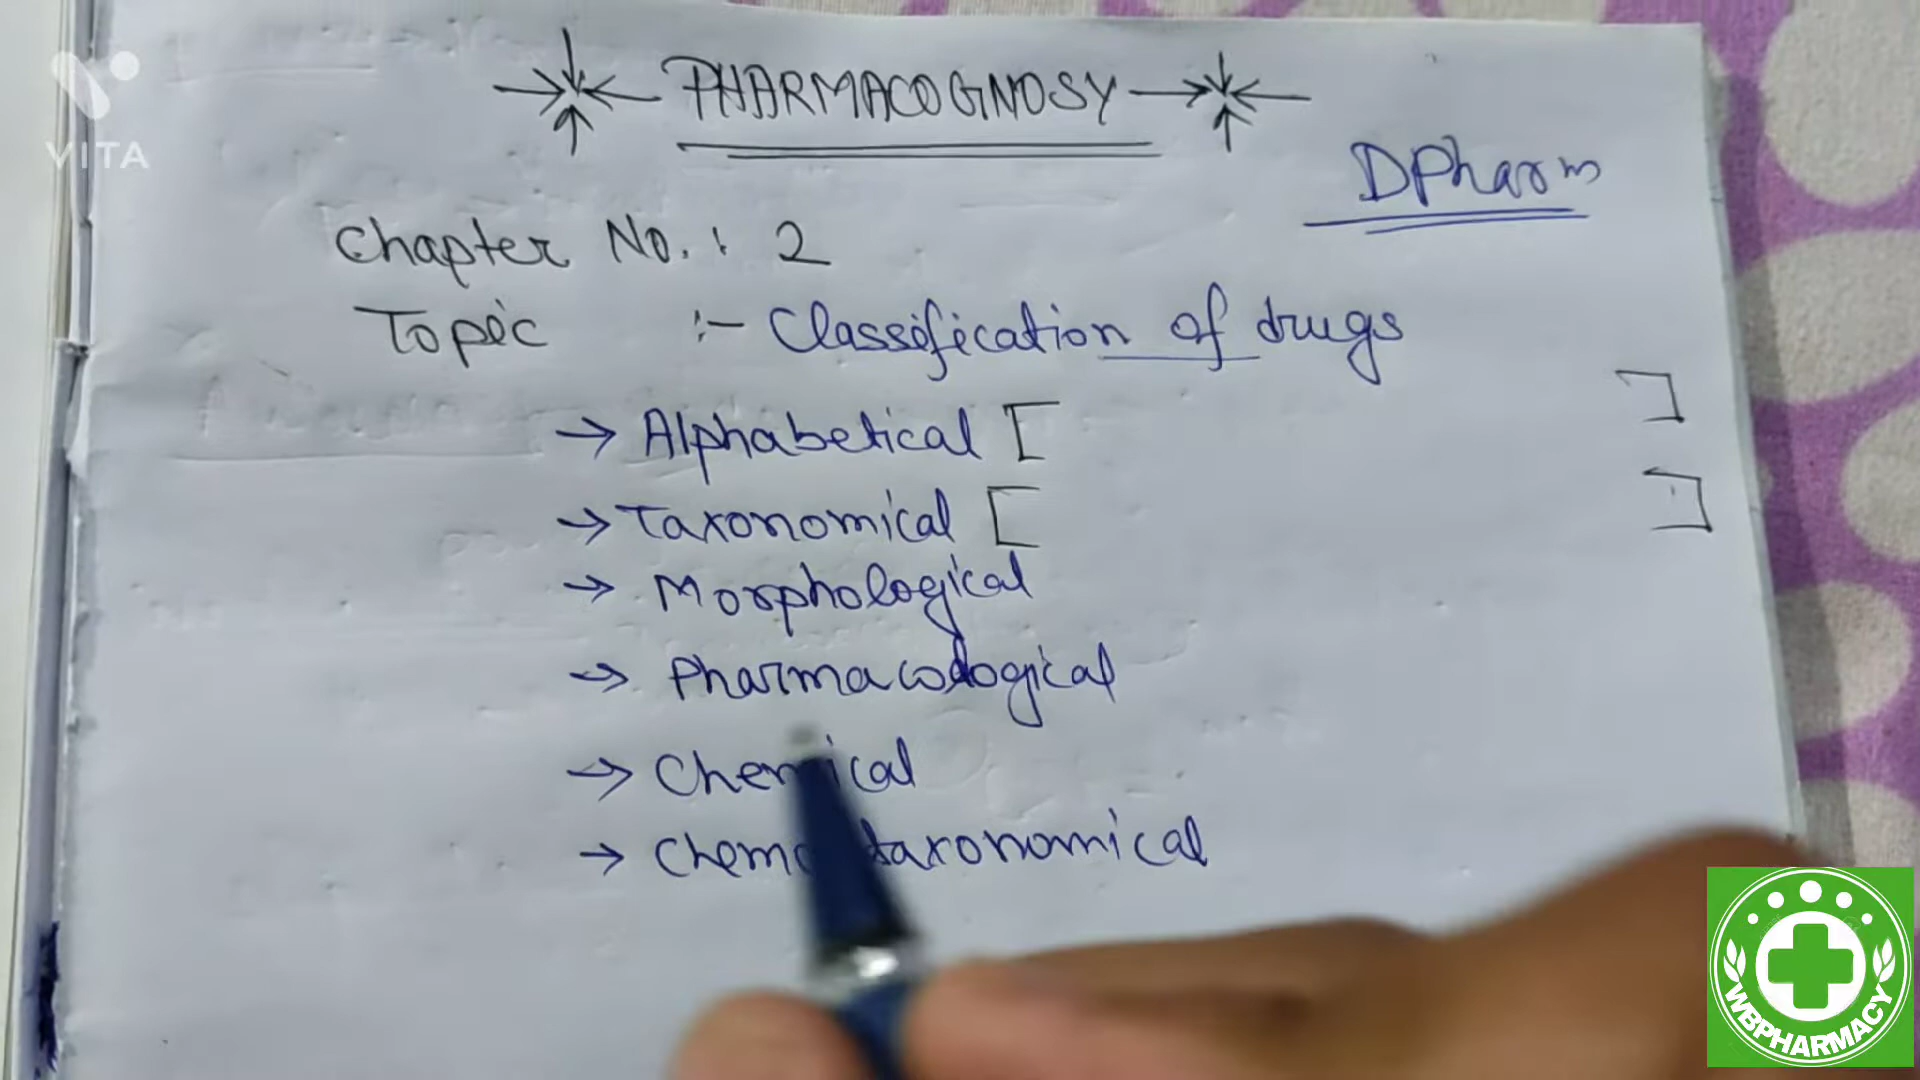 VITA
PHARMACOGNOSY
DPharm
Chapter No. : 2
Topic :- Classification of drugs
→ Alphabetical [ ]
→ Taxonomical [ ]
→ Morphological
→ Pharmacological
→ Chemical
→ Chemotaxonomical
WBPHARMACY